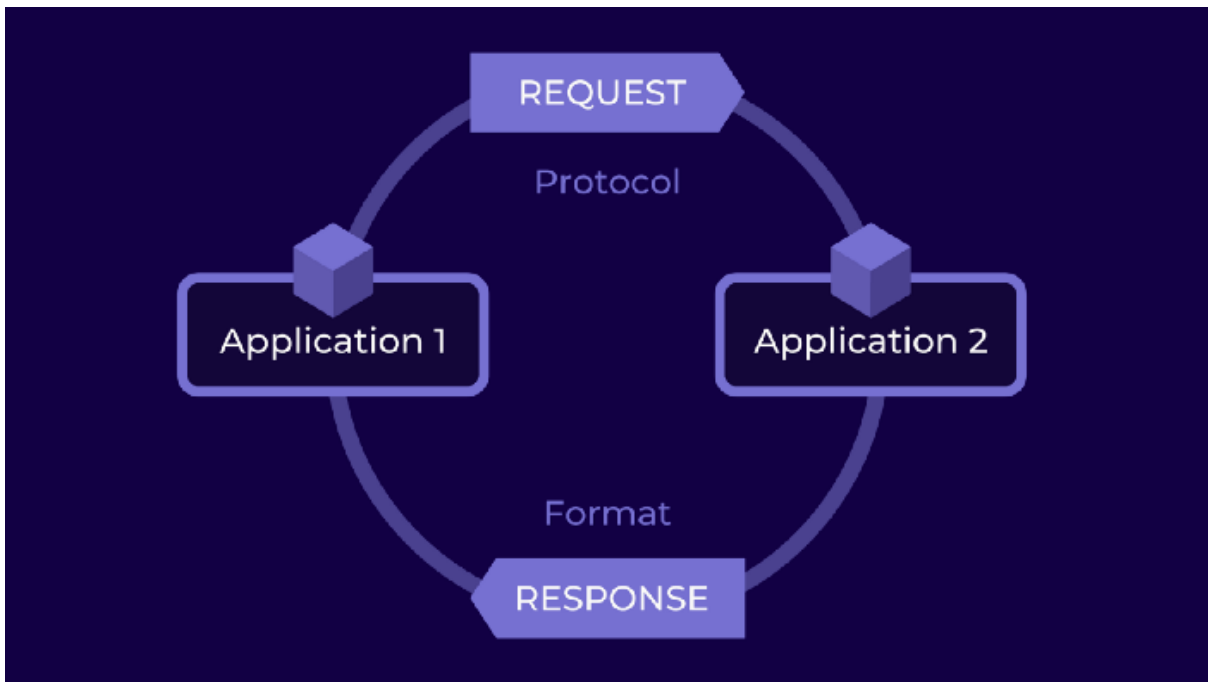 REQUEST
Protocol
Application 1
Application 2
Format
RESPONSE